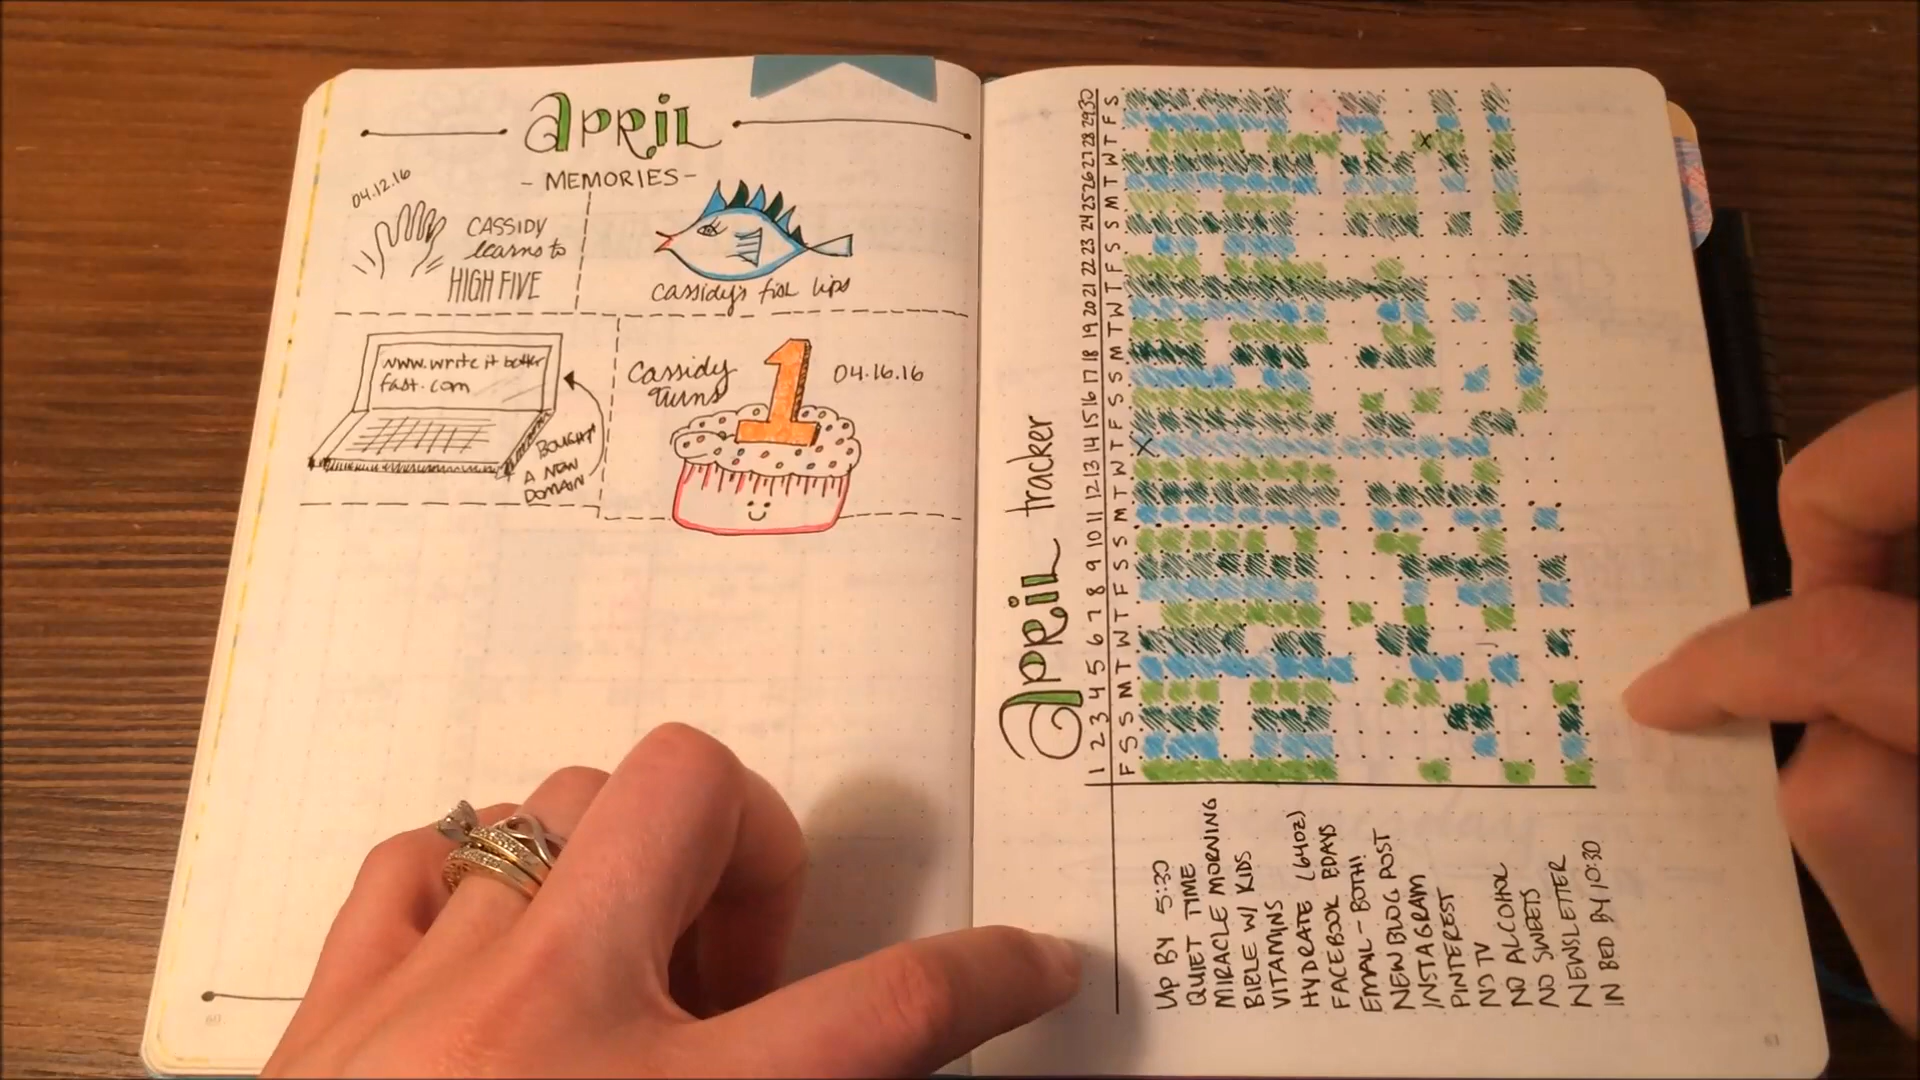 APRIL
- MEMORIES -
04.12.16
CASSIDY
learns to
HIGH FIVE
Cassidy's fish lips
www.write it better
fast.com
BOUGHT
A NEW
DOMAIN
Cassidy
turns
1
04.16.16
60
APRIL tracker
1 2 3 4 5 6 7 8 9 10 11 12 13 14 15 16 17 18 19 20 21 22 23 24 25 26 27 28 29 30
F S S M T W T F S S M T W T F S S M T W T F S S M T W T F S
UP BY 5:30
QUIET TIME
MIRACLE MORNING
BIBLE W/ KIDS
VITAMINS
HYDRATE (64oz)
FACEBOOK BDAYS
EMAIL - BOTH!
NEW BLOG POST
INSTAGRAM
PINTEREST
NO TV
NO ALCOHOL
NO SWEETS
NEWSLETTER
IN BED BY 10:30
61